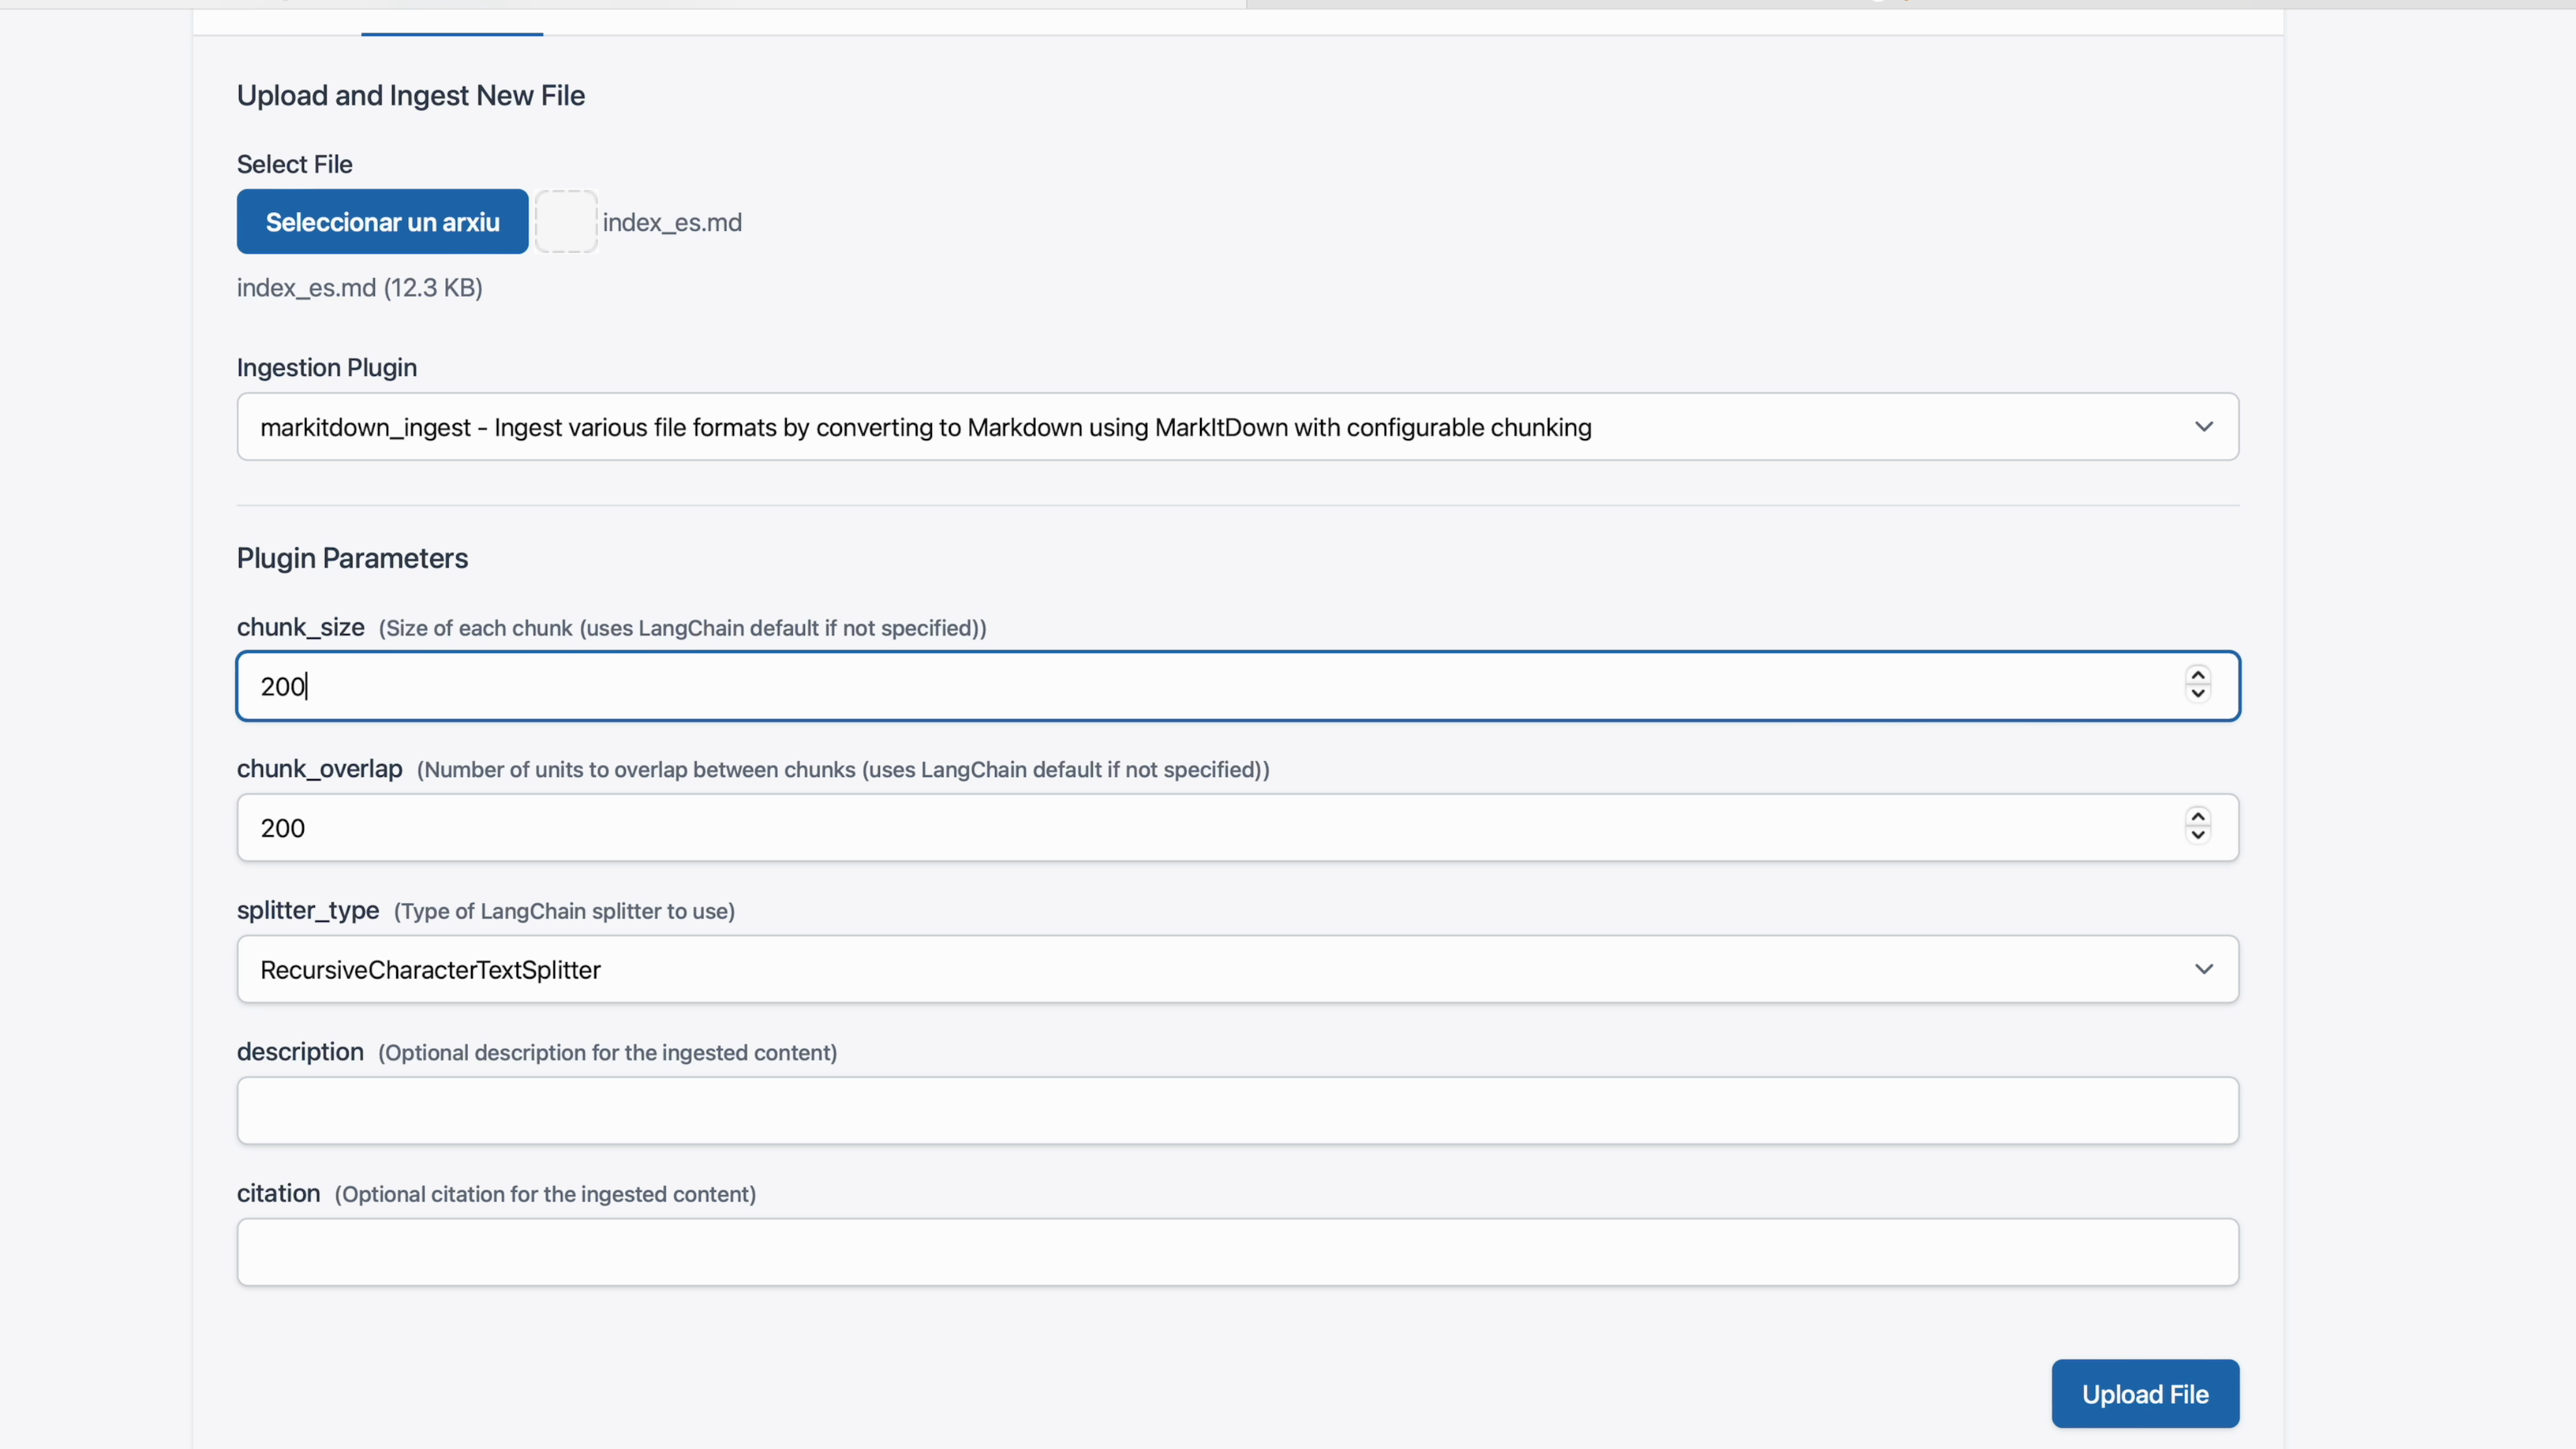 Upload and Ingest New File
Select File
Seleccionar un arxiu index_es.md
index_es.md (12.3 KB)
Ingestion Plugin
markitdown_ingest - Ingest various file formats by converting to Markdown using MarkItDown with configurable chunking
Plugin Parameters
chunk_size (Size of each chunk (uses LangChain default if not specified))
200
chunk_overlap (Number of units to overlap between chunks (uses LangChain default if not specified))
200
splitter_type (Type of LangChain splitter to use)
RecursiveCharacterTextSplitter
description (Optional description for the ingested content)
citation (Optional citation for the ingested content)
Upload File